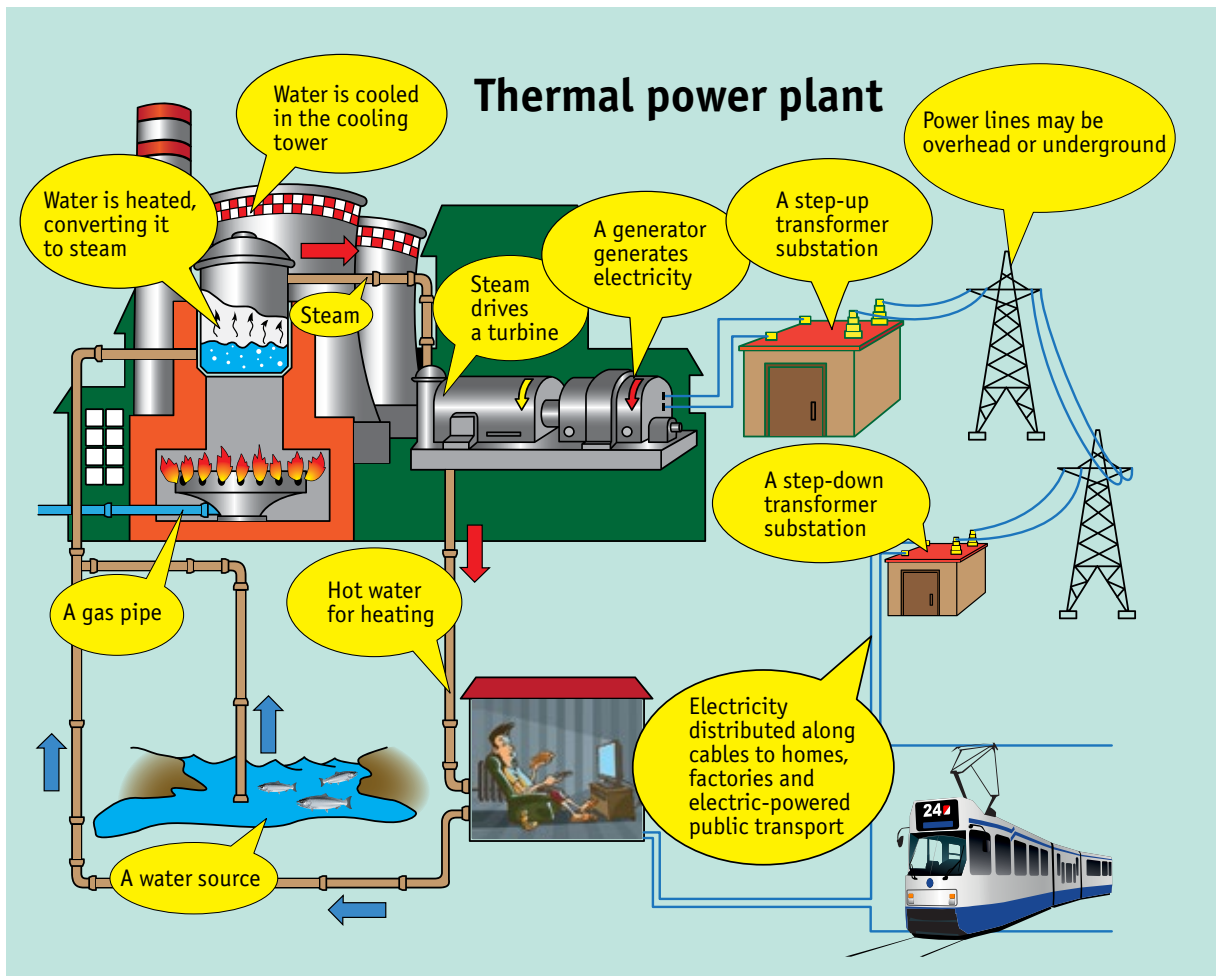 Thermal power plant
Water is cooled
in the cooling
tower
Power lines may be
overhead or underground
Water is heated,
converting it
to steam
A step-up
transformer
substation
A generator
generates
electricity
Steam
drives
a turbine
Steam
A step-down
transformer
substation
A gas pipe
Hot water
for heating
Electricity
distributed along
cables to homes,
factories and
electric-powered
public transport
24
A water source